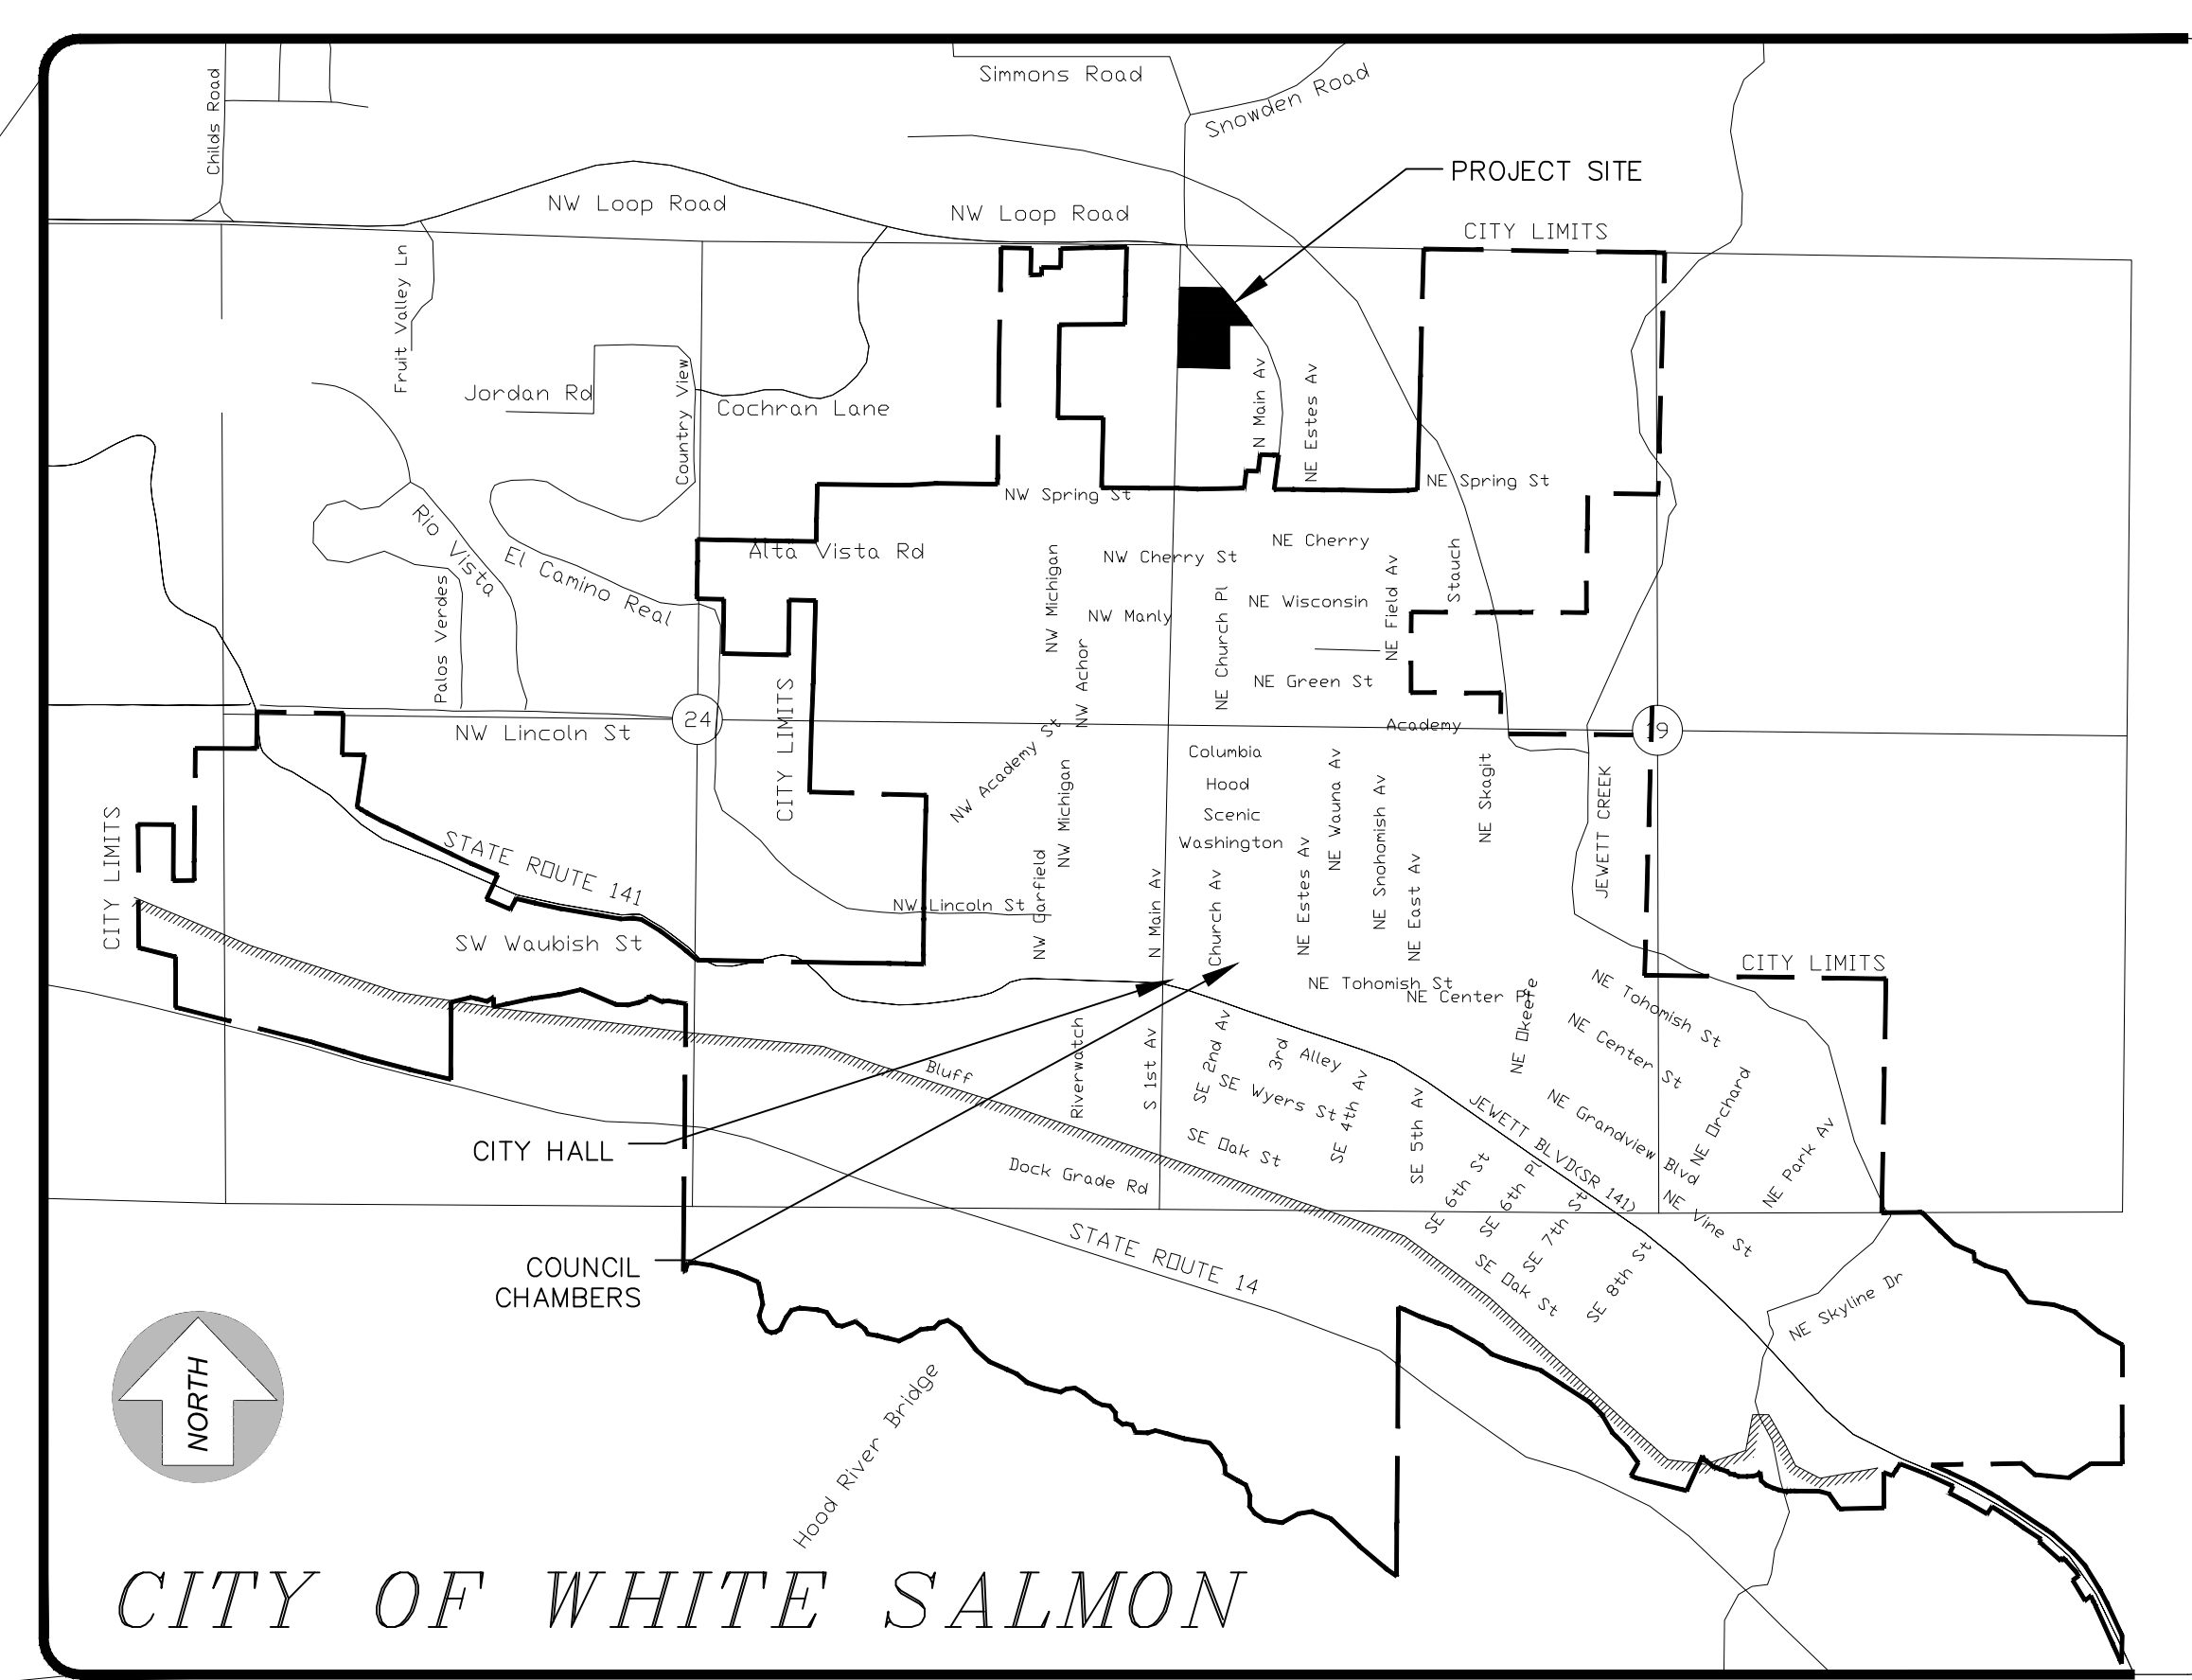 Simmons Road
Snowden Road
Childs Road
PROJECT SITE
NW Loop Road
NW Loop Road
CITY LIMITS
Fruit Valley Ln
Jordan Rd
Country View
Cochran Lane
N Main Av
NE Estes Av
NW Spring St
NE Spring St
Rio Vista
El Camino Real
Alta Vista Rd
NW Michigan
NW Cherry St
NE Cherry
NE Field Av
Stauch
Palos Verdes
NW Manly
NE Church Pl
NE Wisconsin
NW Achor
NE Green St
CITY LIMITS
24
19
NW Lincoln St
NW Academy St
Academy
Columbia
Hood
Scenic
Washington
NW Michigan
NE Wauna Av
NE Snohomish Av
NE Skagit
JEWETT CREEK
CITY LIMITS
STATE ROUTE 141
NW Lincoln St
NW Garfield
N Main Av
Church Av
NE Estes Av
NE East Av
SW Waubish St
CITY LIMITS
NE Tohomish St
NE Center Pl
NE Okeefe
NE Tohomish St
NE Center St
Bluff
Riverwatch
S 1st Av
SE 2nd Av
3rd
Alley
SE Wyers St
SE 4th Av
SE 5th Av
JEWETT BLVD(SR 141)
NE Grandview Blvd
NE Orchard
NE Park Av
CITY HALL
SE Oak St
Dock Grade Rd
SE 6th St
SE 6th Pl
SE 7th St
NE Vine St
STATE ROUTE 14
SE Oak St
SE 8th St
NE Skyline Dr
COUNCIL
CHAMBERS
NORTH
Hood River Bridge
CITY OF WHITE SALMON